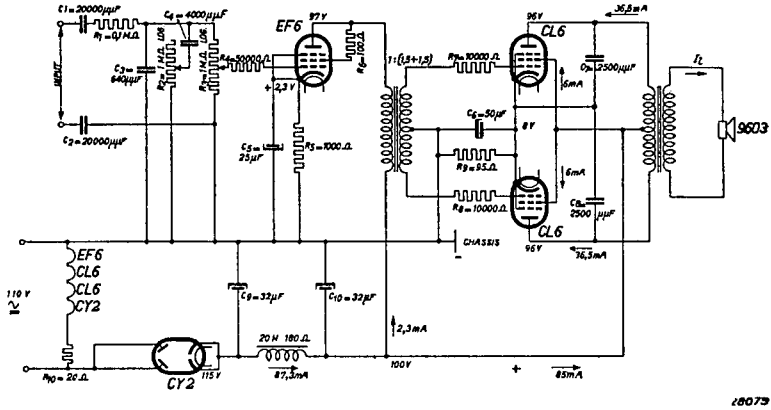 C1=20000µµF
R1=0,1MΩ
C4=4000µµF
INPUT
C3=
640µµF
R2=1MΩ LOG.
R3=1MΩ LOG.
R4=50000Ω
EF6
97V
R6=100Ω
+2,3V
C5=
25µF
R5=1000Ω
C2=20000µµF
1:(1,5+1,5)
R7=10000Ω
96V
CL6
36,5mA
C7=2500µµF
6mA
C6=50µF
8V
R9=95Ω
R8=10000Ω
6mA
C8=
2500 µµF
CL6
96V
36,5mA
IL
9603
CHASSIS
-
110V
EF6
CL6
CL6
CY2
R10=20Ω
CY2
115V
C9=32µF
C10=32µF
20H 180Ω
87,3mA
2,3mA
100V
+
85mA
28079